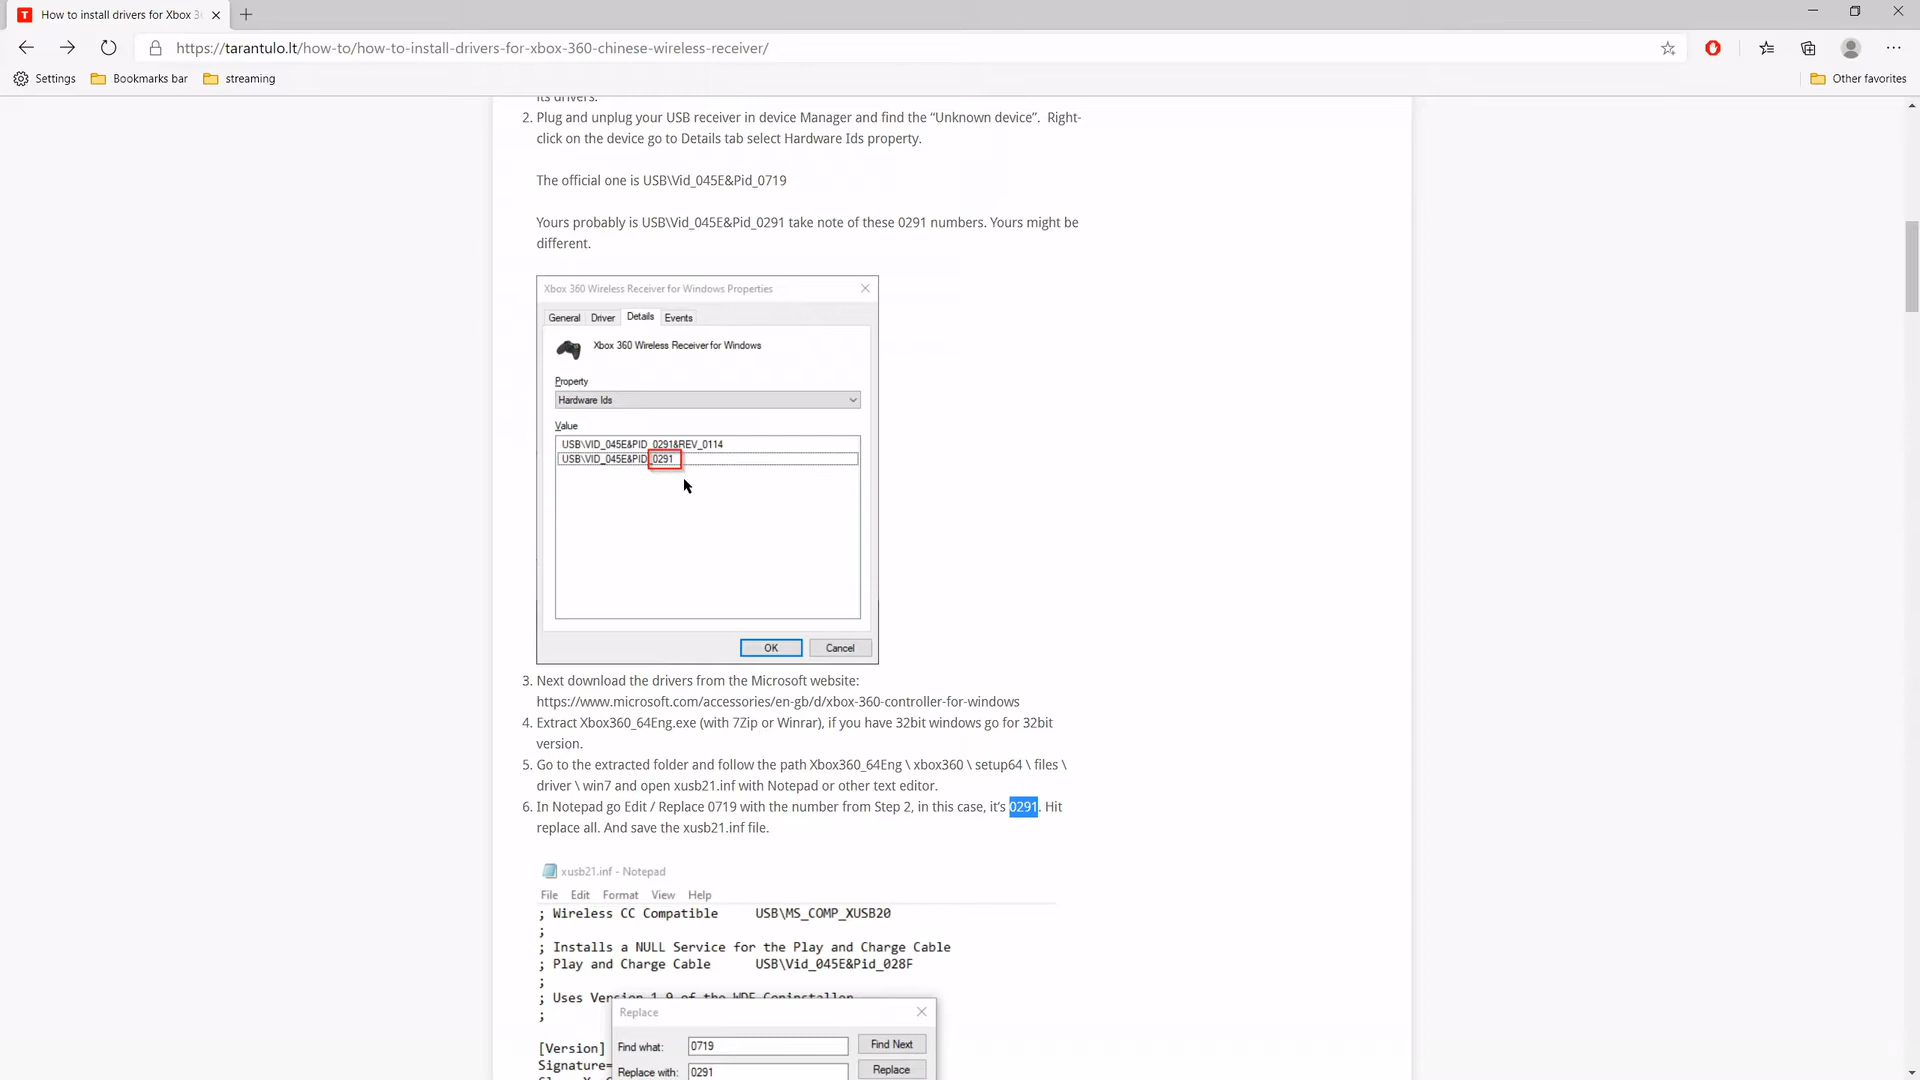 How to install drivers for Xbox 3
https://tarantulo.lt/how-to/how-to-install-drivers-for-xbox-360-chinese-wireless-receiver/
Settings
Bookmarks bar
streaming
Other favorites
its drivers.
2. Plug and unplug your USB receiver in device Manager and find the “Unknown device”.  Right-
click on the device go to Details tab select Hardware Ids property.
The official one is USB\Vid_045E&Pid_0719
Yours probably is USB\Vid_045E&Pid_0291 take note of these 0291 numbers. Yours might be
different.
Xbox 360 Wireless Receiver for Windows Properties
General Driver Details Events
Xbox 360 Wireless Receiver for Windows
Property
Hardware Ids
Value
USB\VID_045E&PID_0291&REV_0114
USB\VID_045E&PID_0291
OK Cancel
3. Next download the drivers from the Microsoft website:
https://www.microsoft.com/accessories/en-gb/d/xbox-360-controller-for-windows
4. Extract Xbox360_64Eng.exe (with 7Zip or Winrar), if you have 32bit windows go for 32bit
version.
5. Go to the extracted folder and follow the path Xbox360_64Eng \ xbox360 \ setup64 \ files \
driver \ win7 and open xusb21.inf with Notepad or other text editor.
6. In Notepad go Edit / Replace 0719 with the number from Step 2, in this case, it’s 0291. Hit
replace all. And save the xusb21.inf file.
xusb21.inf - Notepad
File Edit Format View Help
; Wireless CC Compatible USB\MS_COMP_XUSB20
;
; Installs a NULL Service for the Play and Charge Cable
; Play and Charge Cable USB\Vid_045E&Pid_028F
;
; Uses Version 1.9 of the WDF Coinstaller
;
Replace
[Version]
Find what: 0719 Find Next
Signature=
Replace with: 0291 Replace